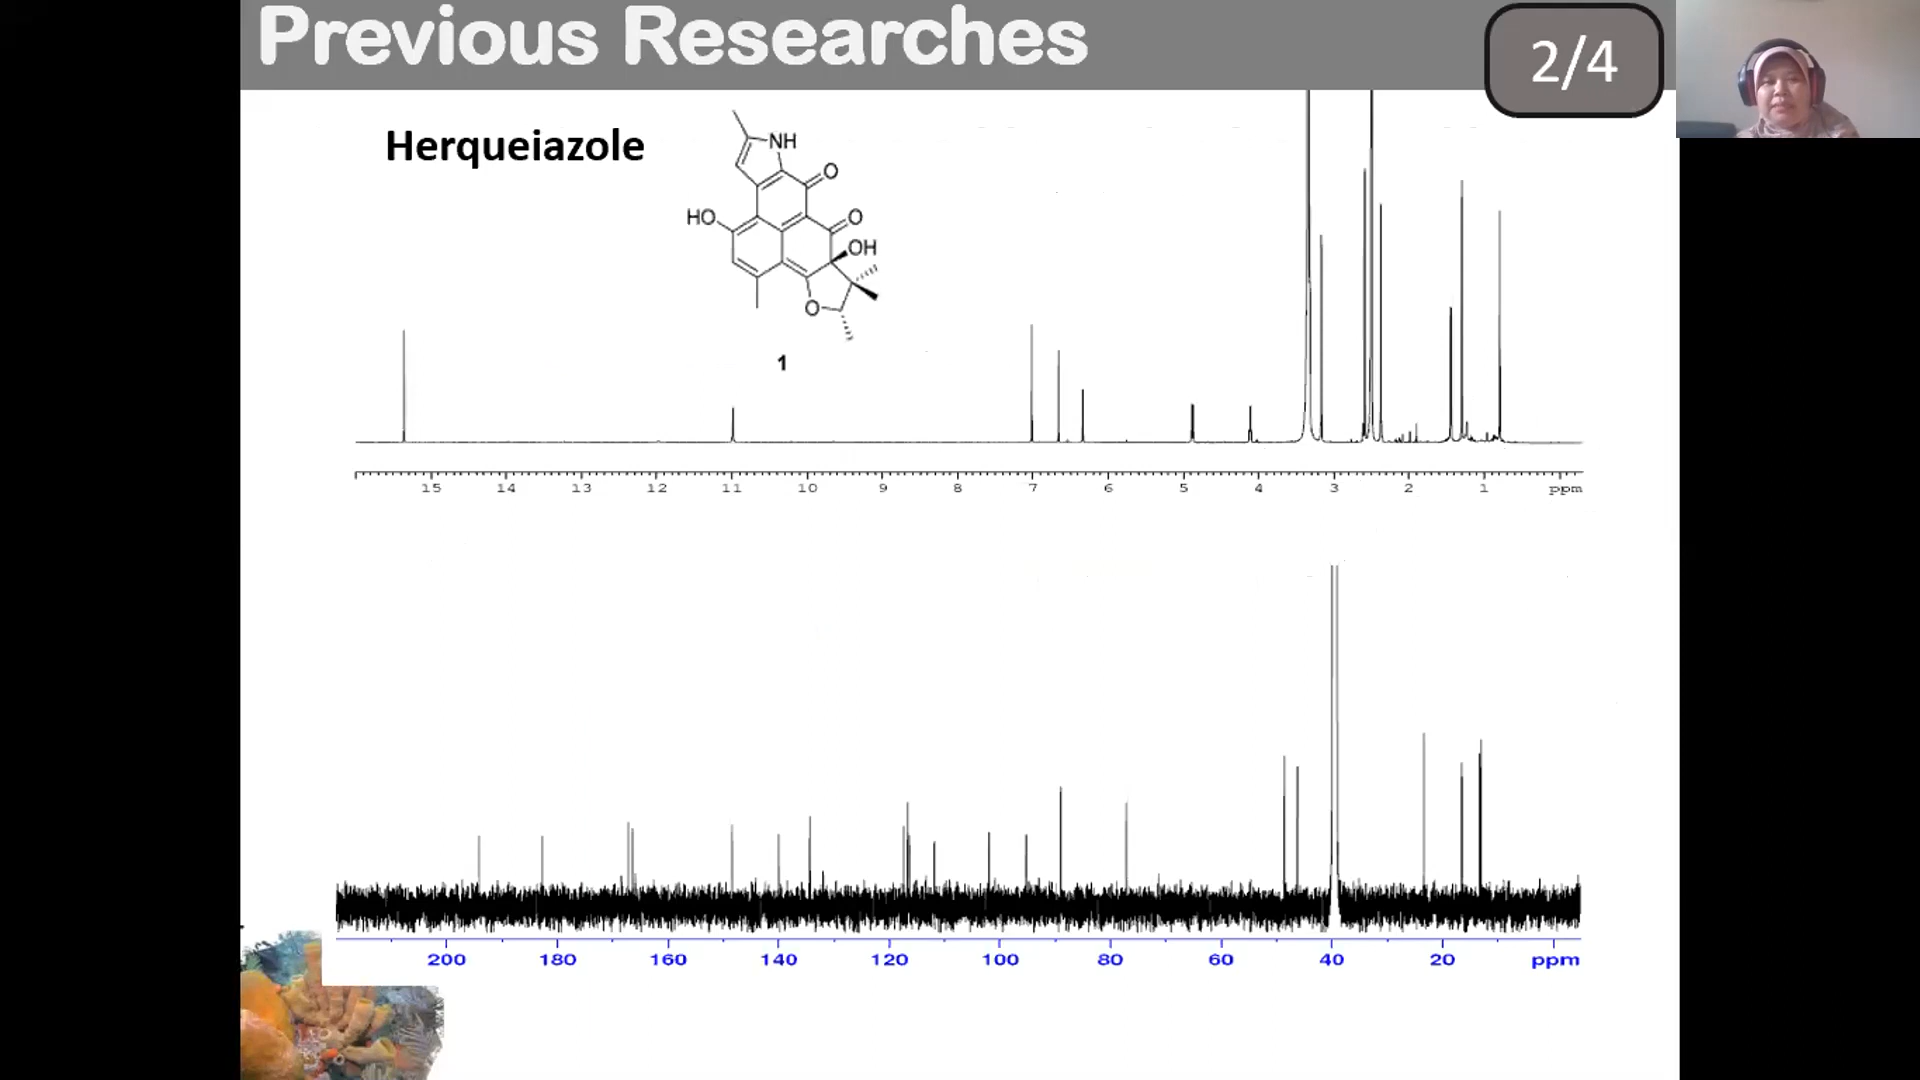 Previous Researches
2/4
Herqueiazole
NH
O
HO
O
OH
O
1
15 14 13 12 11 10 9 8 7 6 5 4 3 2 1 ppm
200 180 160 140 120 100 80 60 40 20 ppm